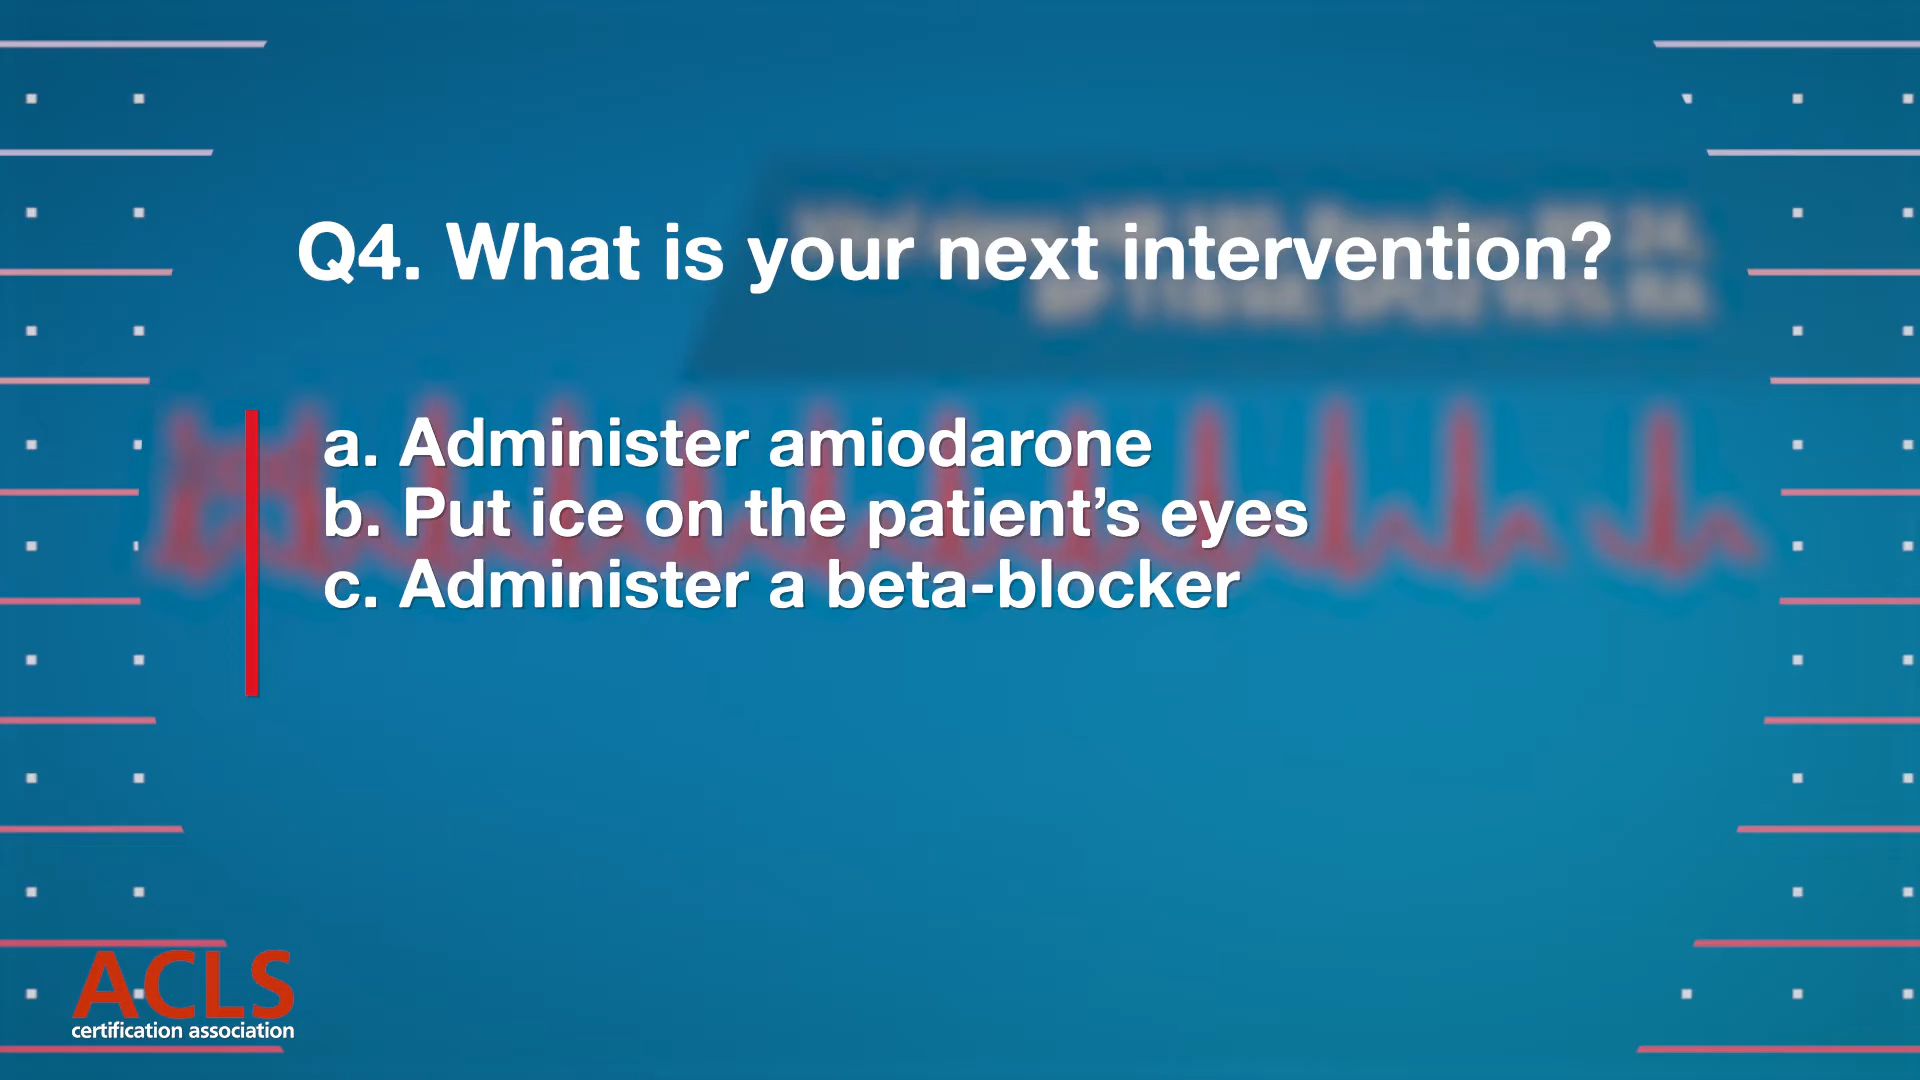 Q4. What is your next intervention?
a. Administer amiodarone
b. Put ice on the patient’s eyes
c. Administer a beta-blocker
ACLS
certification association